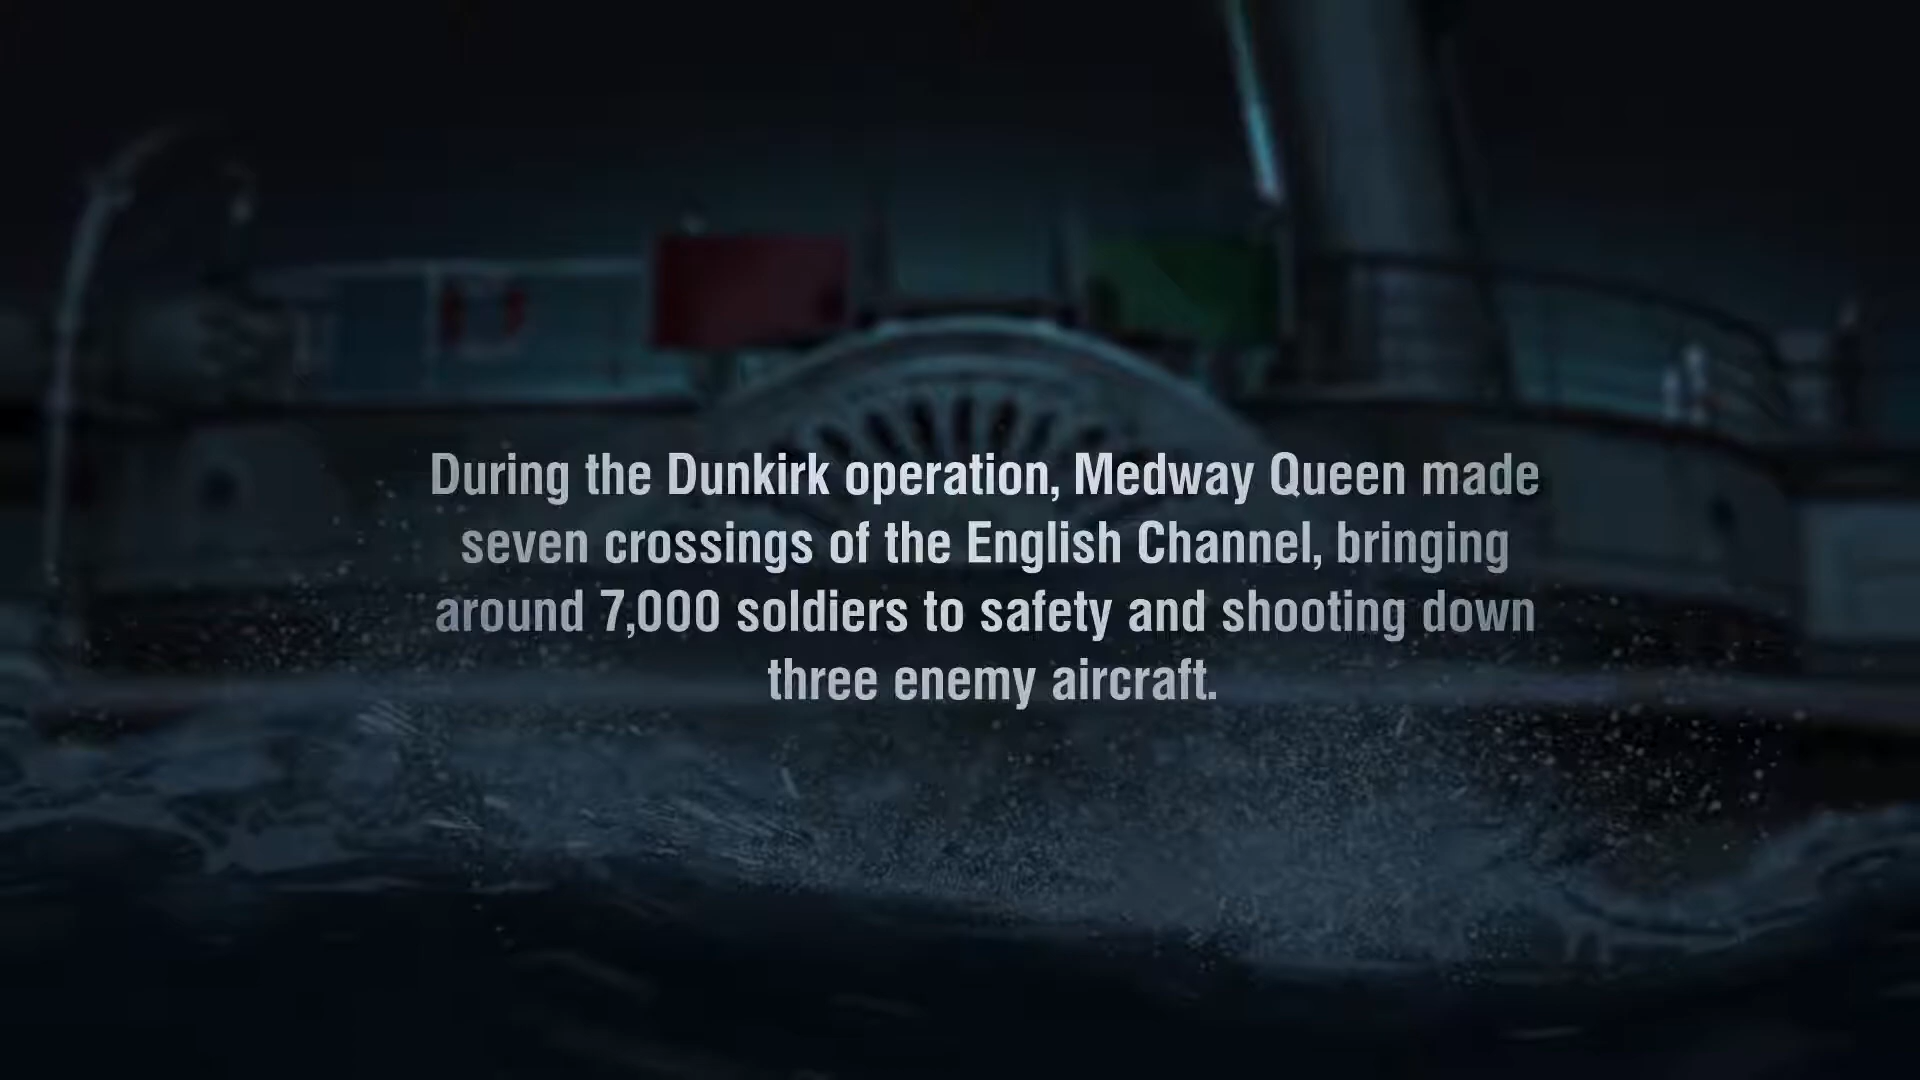 During the Dunkirk operation, Medway Queen made
seven crossings of the English Channel, bringing
around 7,000 soldiers to safety and shooting down
three enemy aircraft.